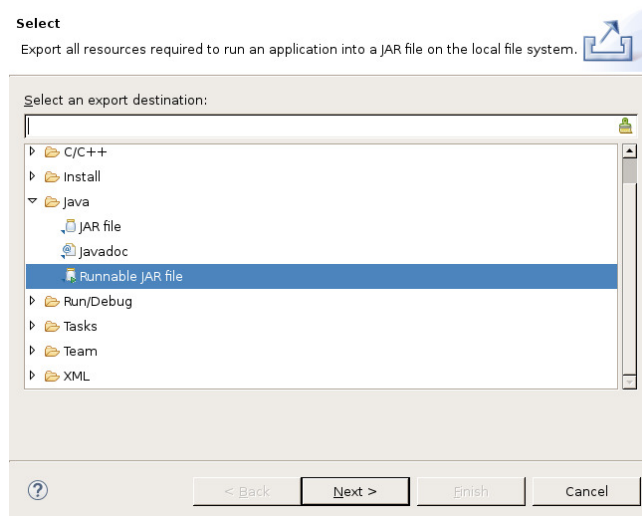 Select
Export all resources required to run an application into a JAR file on the local file system.
Select an export destination:
C/C++
Install
Java
JAR file
Javadoc
Runnable JAR file
Run/Debug
Tasks
Team
XML
< Back
Next >
Finish
Cancel